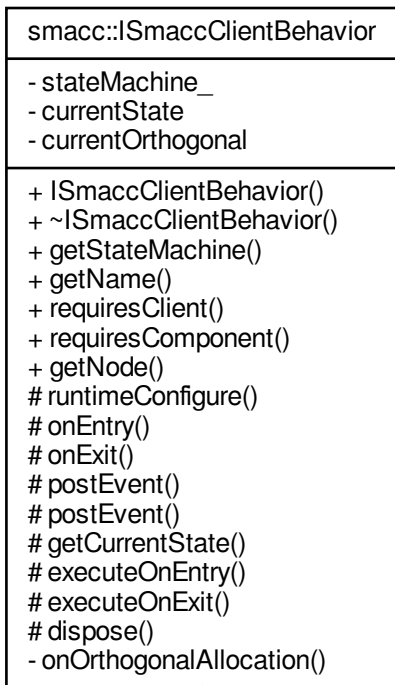 smacc::ISmaccClientBehavior
- stateMachine_
- currentState
- currentOrthogonal
+ ISmaccClientBehavior()
+ ~ISmaccClientBehavior()
+ getStateMachine()
+ getName()
+ requiresClient()
+ requiresComponent()
+ getNode()
# runtimeConfigure()
# onEntry()
# onExit()
# postEvent()
# postEvent()
# getCurrentState()
# executeOnEntry()
# executeOnExit()
# dispose()
- onOrthogonalAllocation()